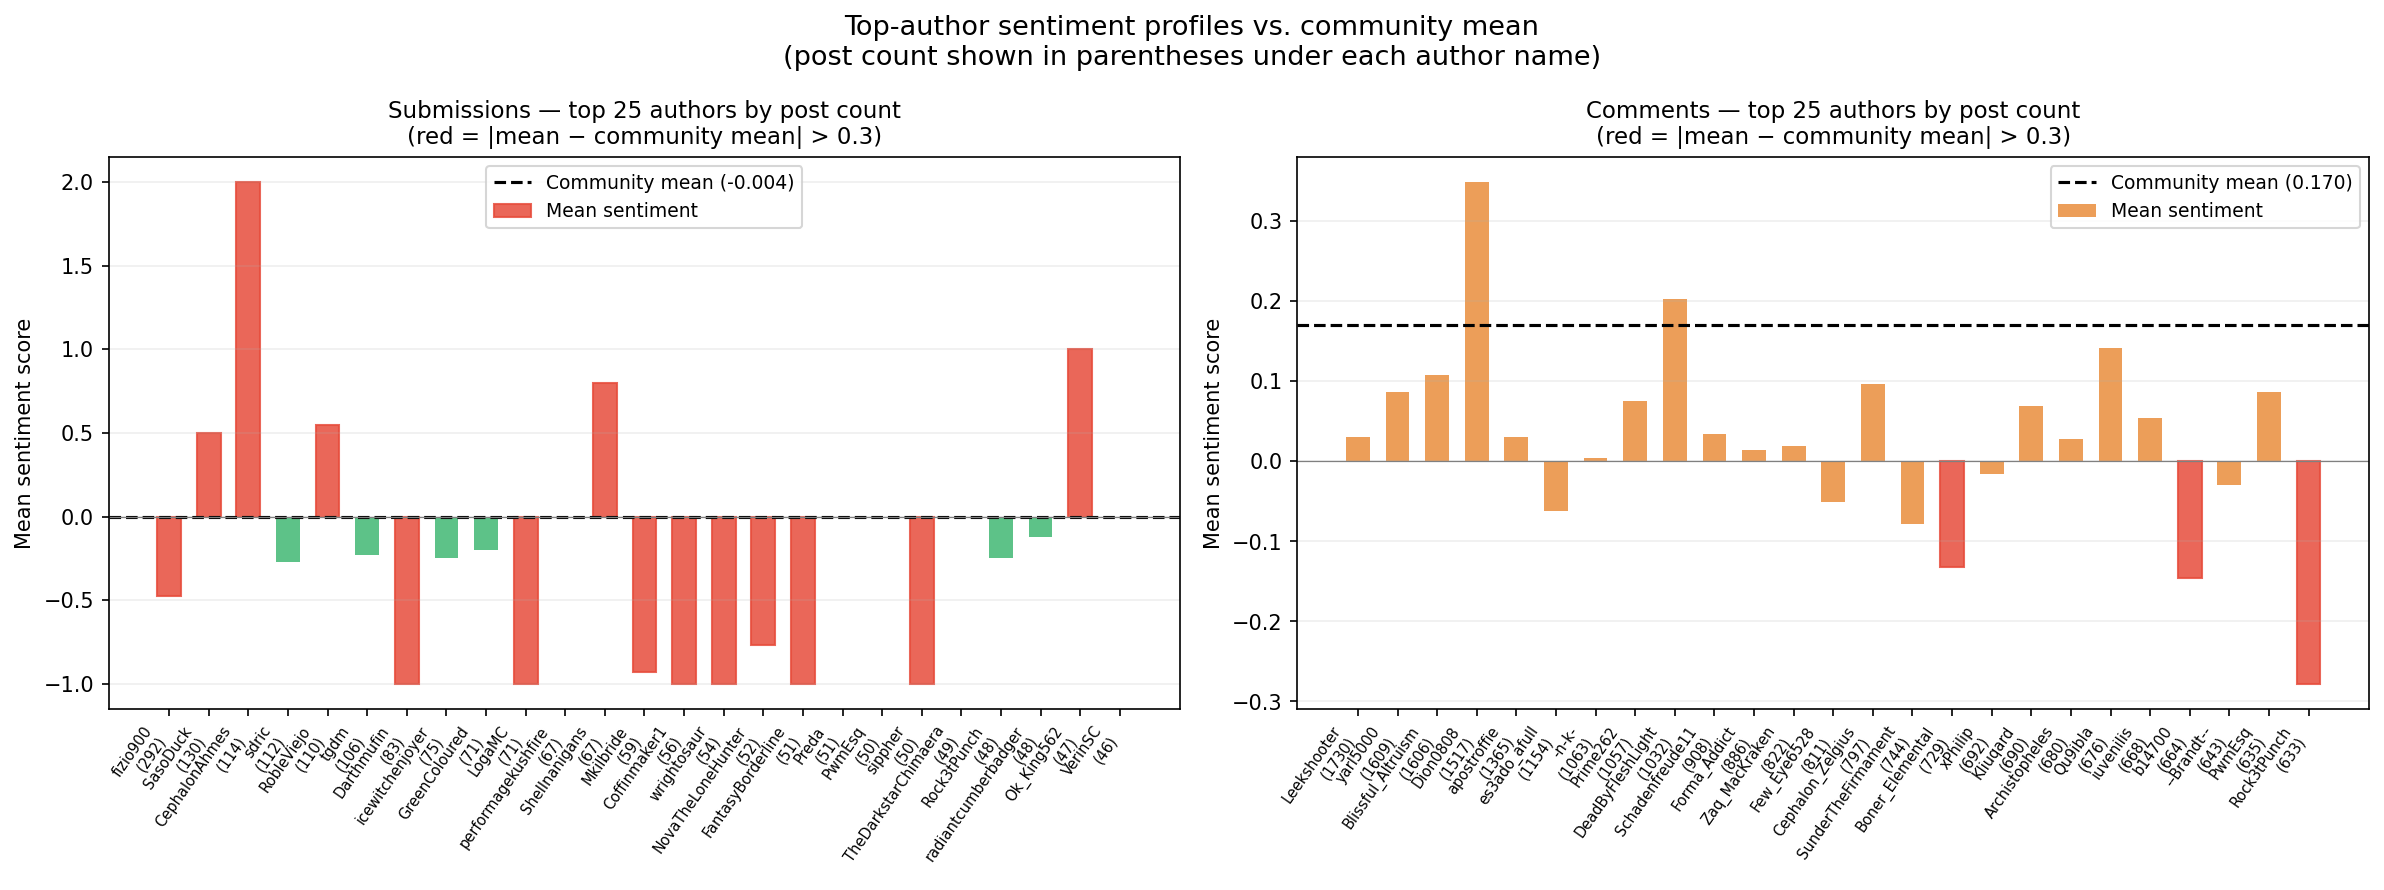 Top-author sentiment profiles vs. community mean
(post count shown in parentheses under each author name)
Submissions — top 25 authors by post count
(red = |mean − community mean| > 0.3)
Community mean (-0.004)
Mean sentiment
Mean sentiment score
2.0
1.5
1.0
0.5
0.0
−0.5
−1.0
fizio900
(292)
SasoDuck
(130)
CephalonAhmes
(114)
sdric
(112)
RobleViejo
(110)
tgdm
(106)
Darthmufin
(83)
icewitchenjoyer
(75)
GreenColoured
(71)
LogaMC
(71)
performagekushfire
(67)
Shellnanigans
(67)
Mkilbride
(59)
Coffinmaker1
(56)
wrightosaur
(54)
NovaTheLoneHunter
(52)
FantasyBorderline
(51)
Preda
(51)
PwmEsq
(50)
sippher
(50)
TheDarkstarChimaera
(49)
Rock3tPunch
(48)
radiantcumberbadger
(48)
Ok_King562
(47)
VerinSC
(46)
Comments — top 25 authors by post count
(red = |mean − community mean| > 0.3)
Community mean (0.170)
Mean sentiment
Mean sentiment score
0.3
0.2
0.1
0.0
−0.1
−0.2
−0.3
Leekshooter
(1730)
yarl5000
(1609)
Blissful_Altruism
(1606)
Dion0808
(1517)
apostroffie
(1365)
es3ado_afull
(1154)
-n-k-
(1063)
Prime262
(1057)
DeadByFleshLight
(1032)
Schadenfreude11
(908)
Forma_Addict
(886)
Zaq_MacKraken
(822)
Few_Eye6528
(811)
Cephalon_Zelgius
(797)
SunderTheFirmament
(744)
Boner_Elemental
(729)
xPhilip
(692)
Kliuqard
(690)
Archistopheles
(680)
Qu9ibla
(676)
Iuvenilis
(668)
b14700
(664)
--Brandt--
(643)
PwmEsq
(635)
Rock3tPunch
(633)